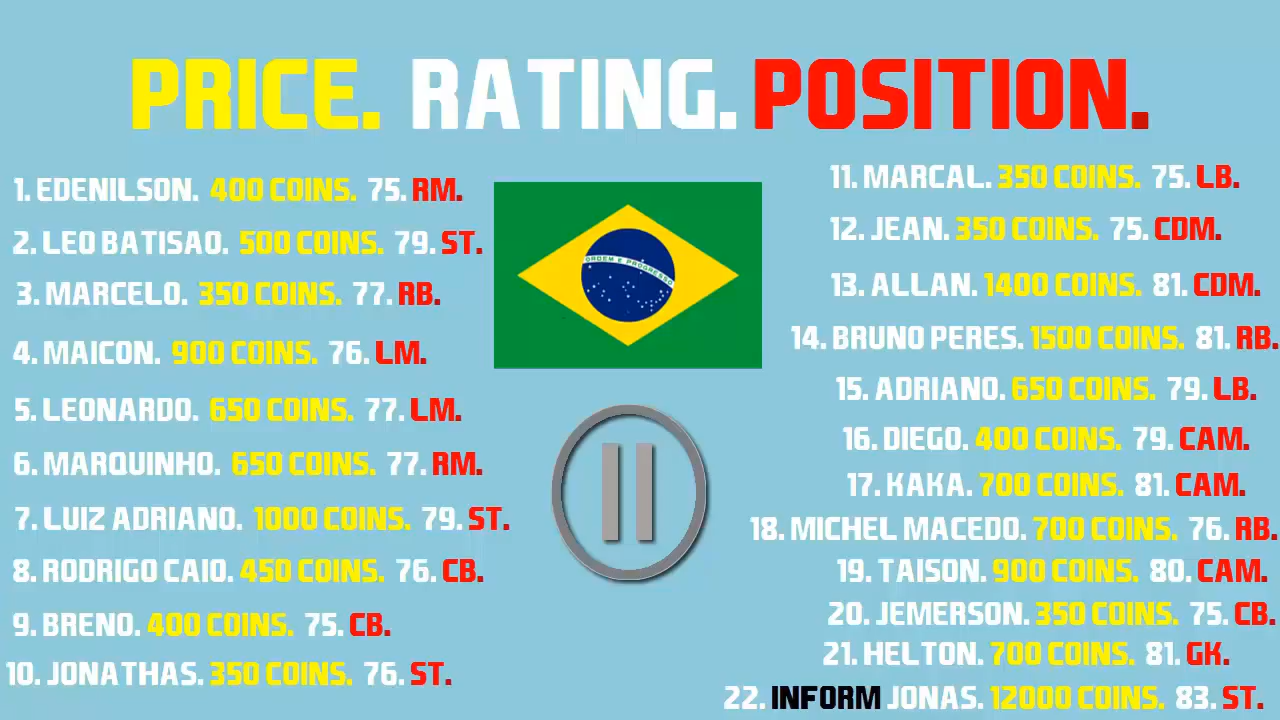 PRICE. RATING. POSITION.
1. EDENILSON. 400 COINS. 75. RM.
2. LEO BATISAO. 500 COINS. 79. ST.
3. MARCELO. 350 COINS. 77. RB.
4. MAICON. 900 COINS. 76. LM.
5. LEONARDO. 650 COINS. 77. LM.
6. MARQUINHO. 650 COINS. 77. RM.
7. LUIZ ADRIANO. 1000 COINS. 79. ST.
8. RODRIGO CAIO. 450 COINS. 76. CB.
9. BRENO. 400 COINS. 75. CB.
10. JONATHAS. 350 COINS. 76. ST.
ORDEM E PROGRESSO
11. MARCAL. 350 COINS. 75. LB.
12. JEAN. 350 COINS. 75. CDM.
13. ALLAN. 1400 COINS. 81. CDM.
14. BRUNO PERES. 1500 COINS. 81. RB.
15. ADRIANO. 650 COINS. 79. LB.
16. DIEGO. 400 COINS. 79. CAM.
17. KAKA. 700 COINS. 81. CAM.
18. MICHEL MACEDO. 700 COINS. 76. RB.
19. TAISON. 900 COINS. 80. CAM.
20. JEMERSON. 350 COINS. 75. CB.
21. HELTON. 700 COINS. 81. GK.
22. INFORM JONAS. 12000 COINS. 83. ST.